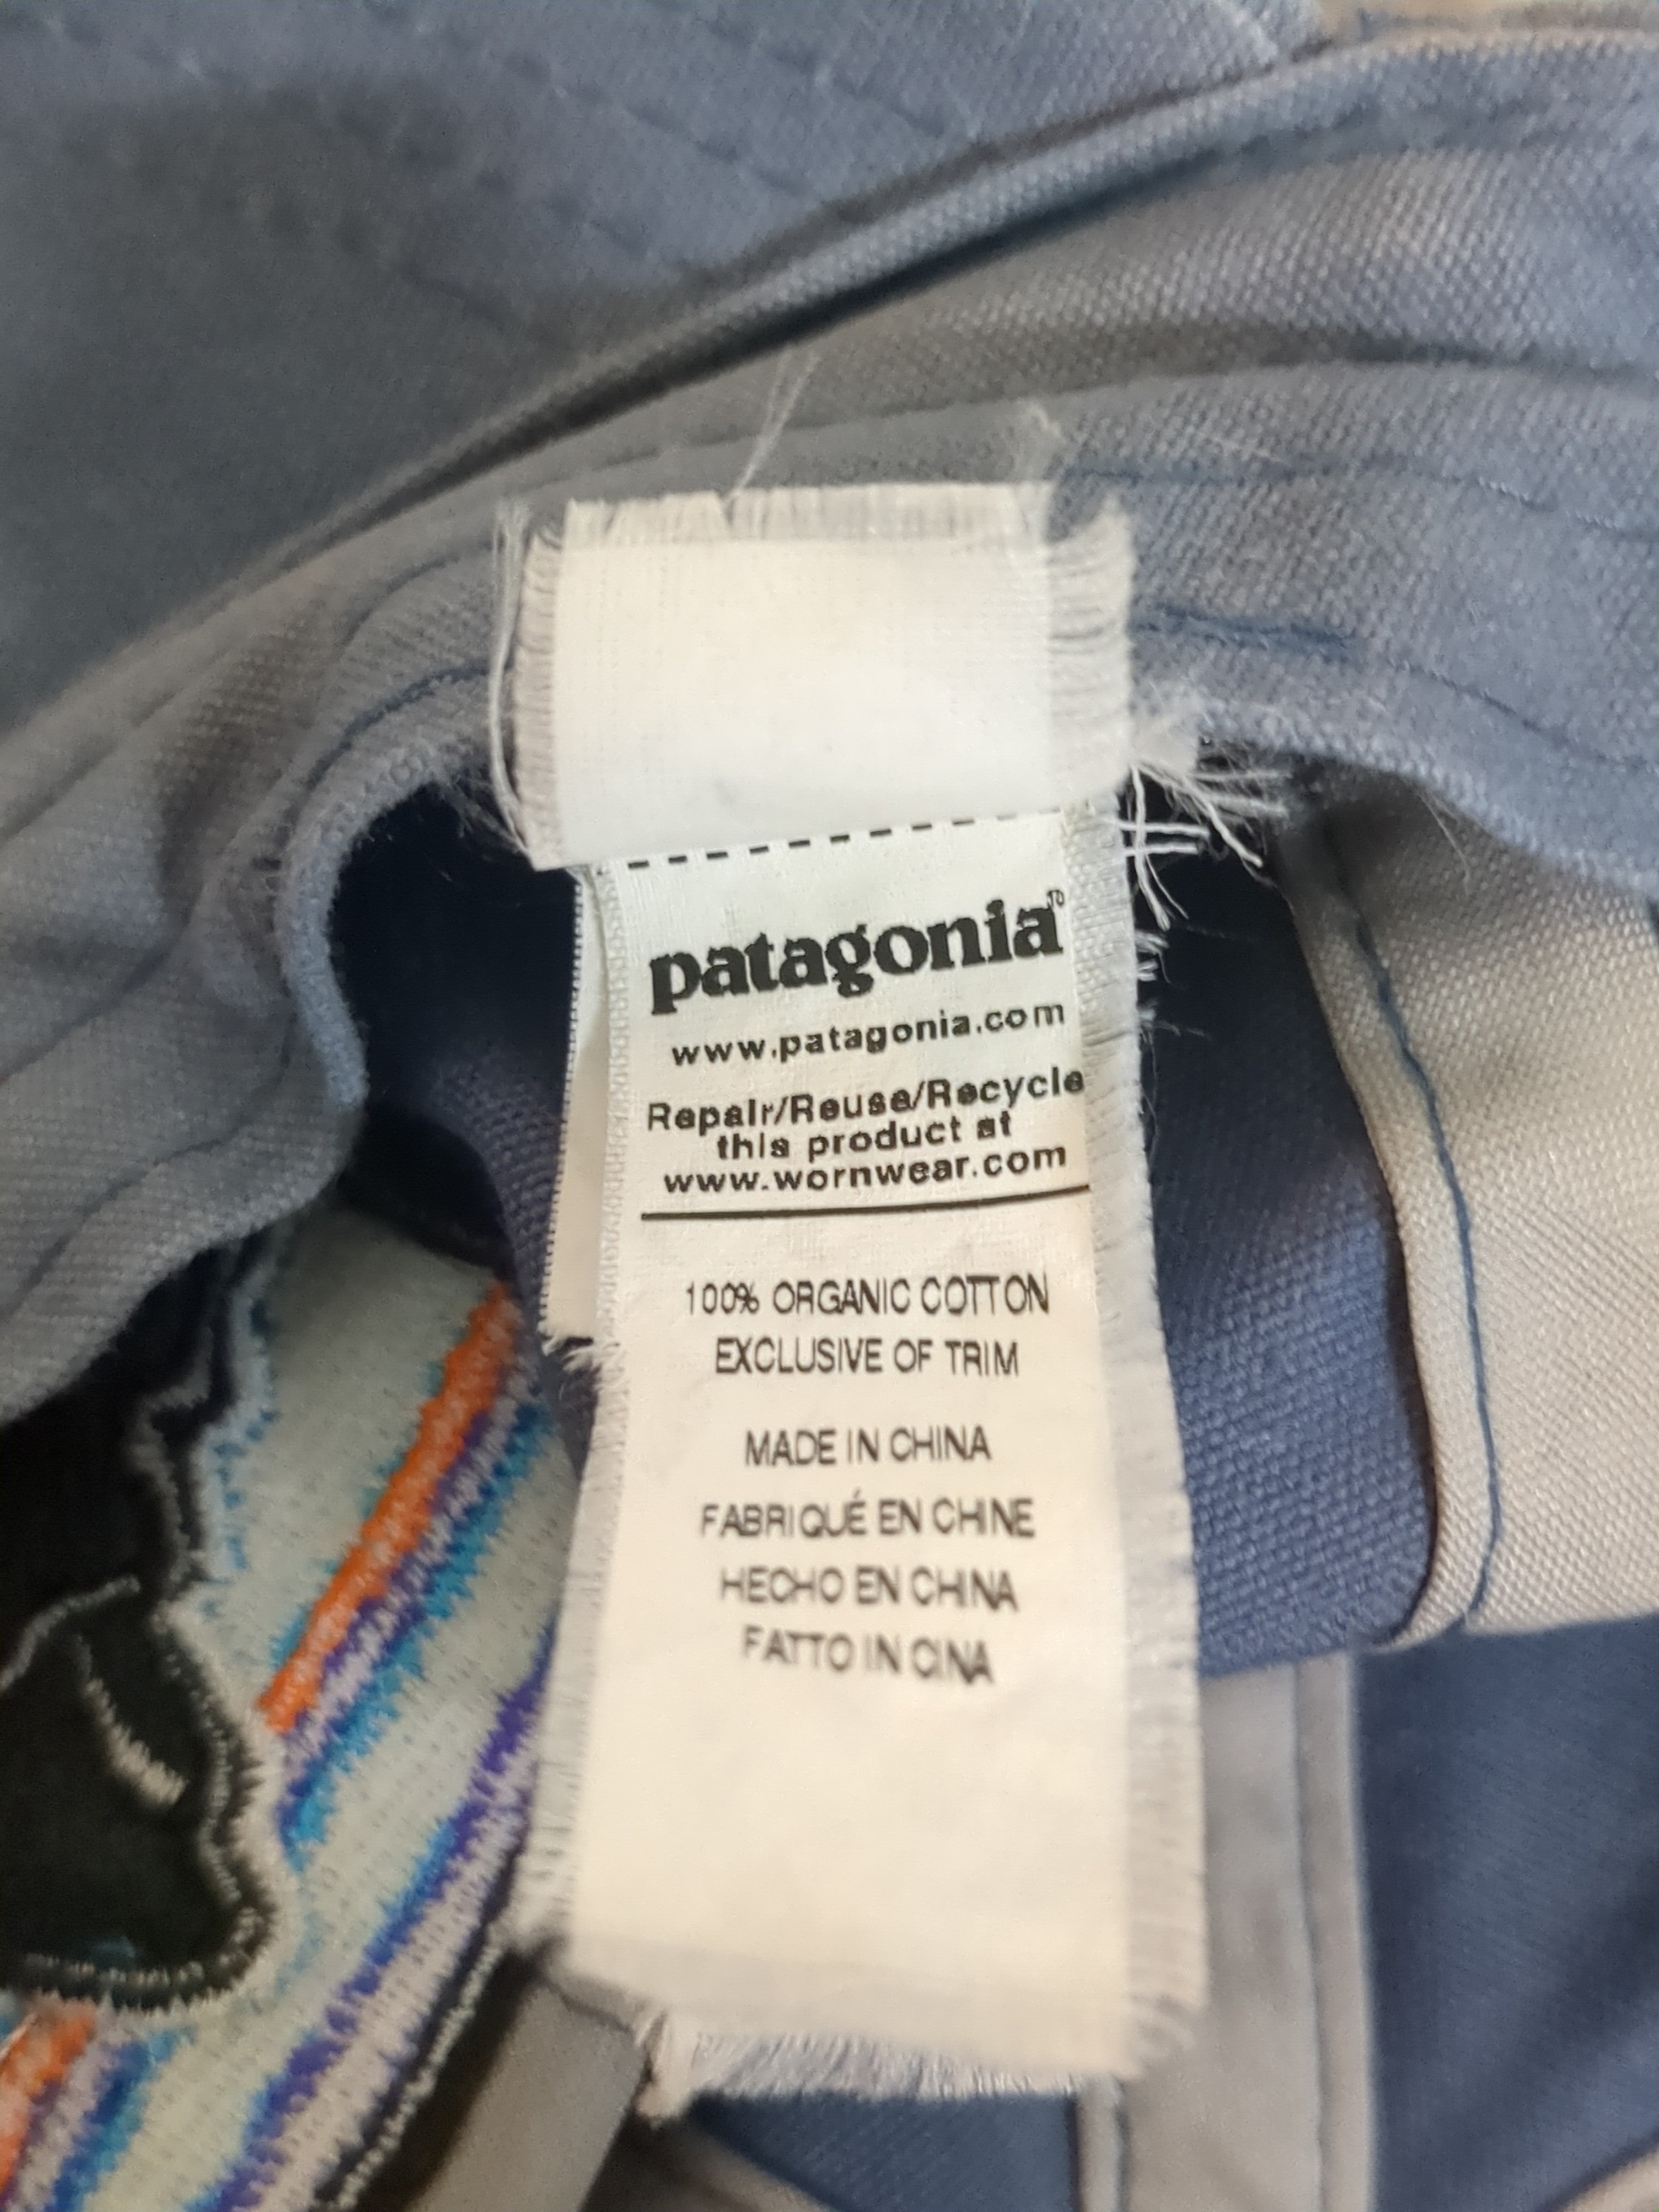 patagonia®
www.patagonia.com
Repair/Reuse/Recycle
this product at
www.wornwear.com
100% ORGANIC COTTON
EXCLUSIVE OF TRIM
MADE IN CHINA
FABRIQUÉ EN CHINE
HECHO EN CHINA
FATTO IN CINA